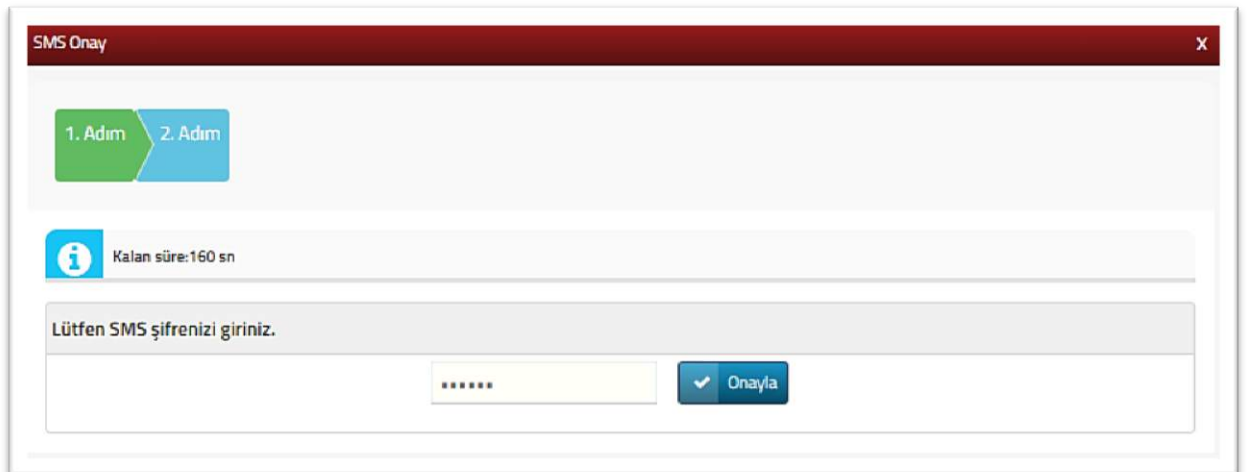 SMS Onay X
1. Adım 2. Adım
Kalan süre:160 sn
Lütfen SMS şifrenizi giriniz.
Onayla